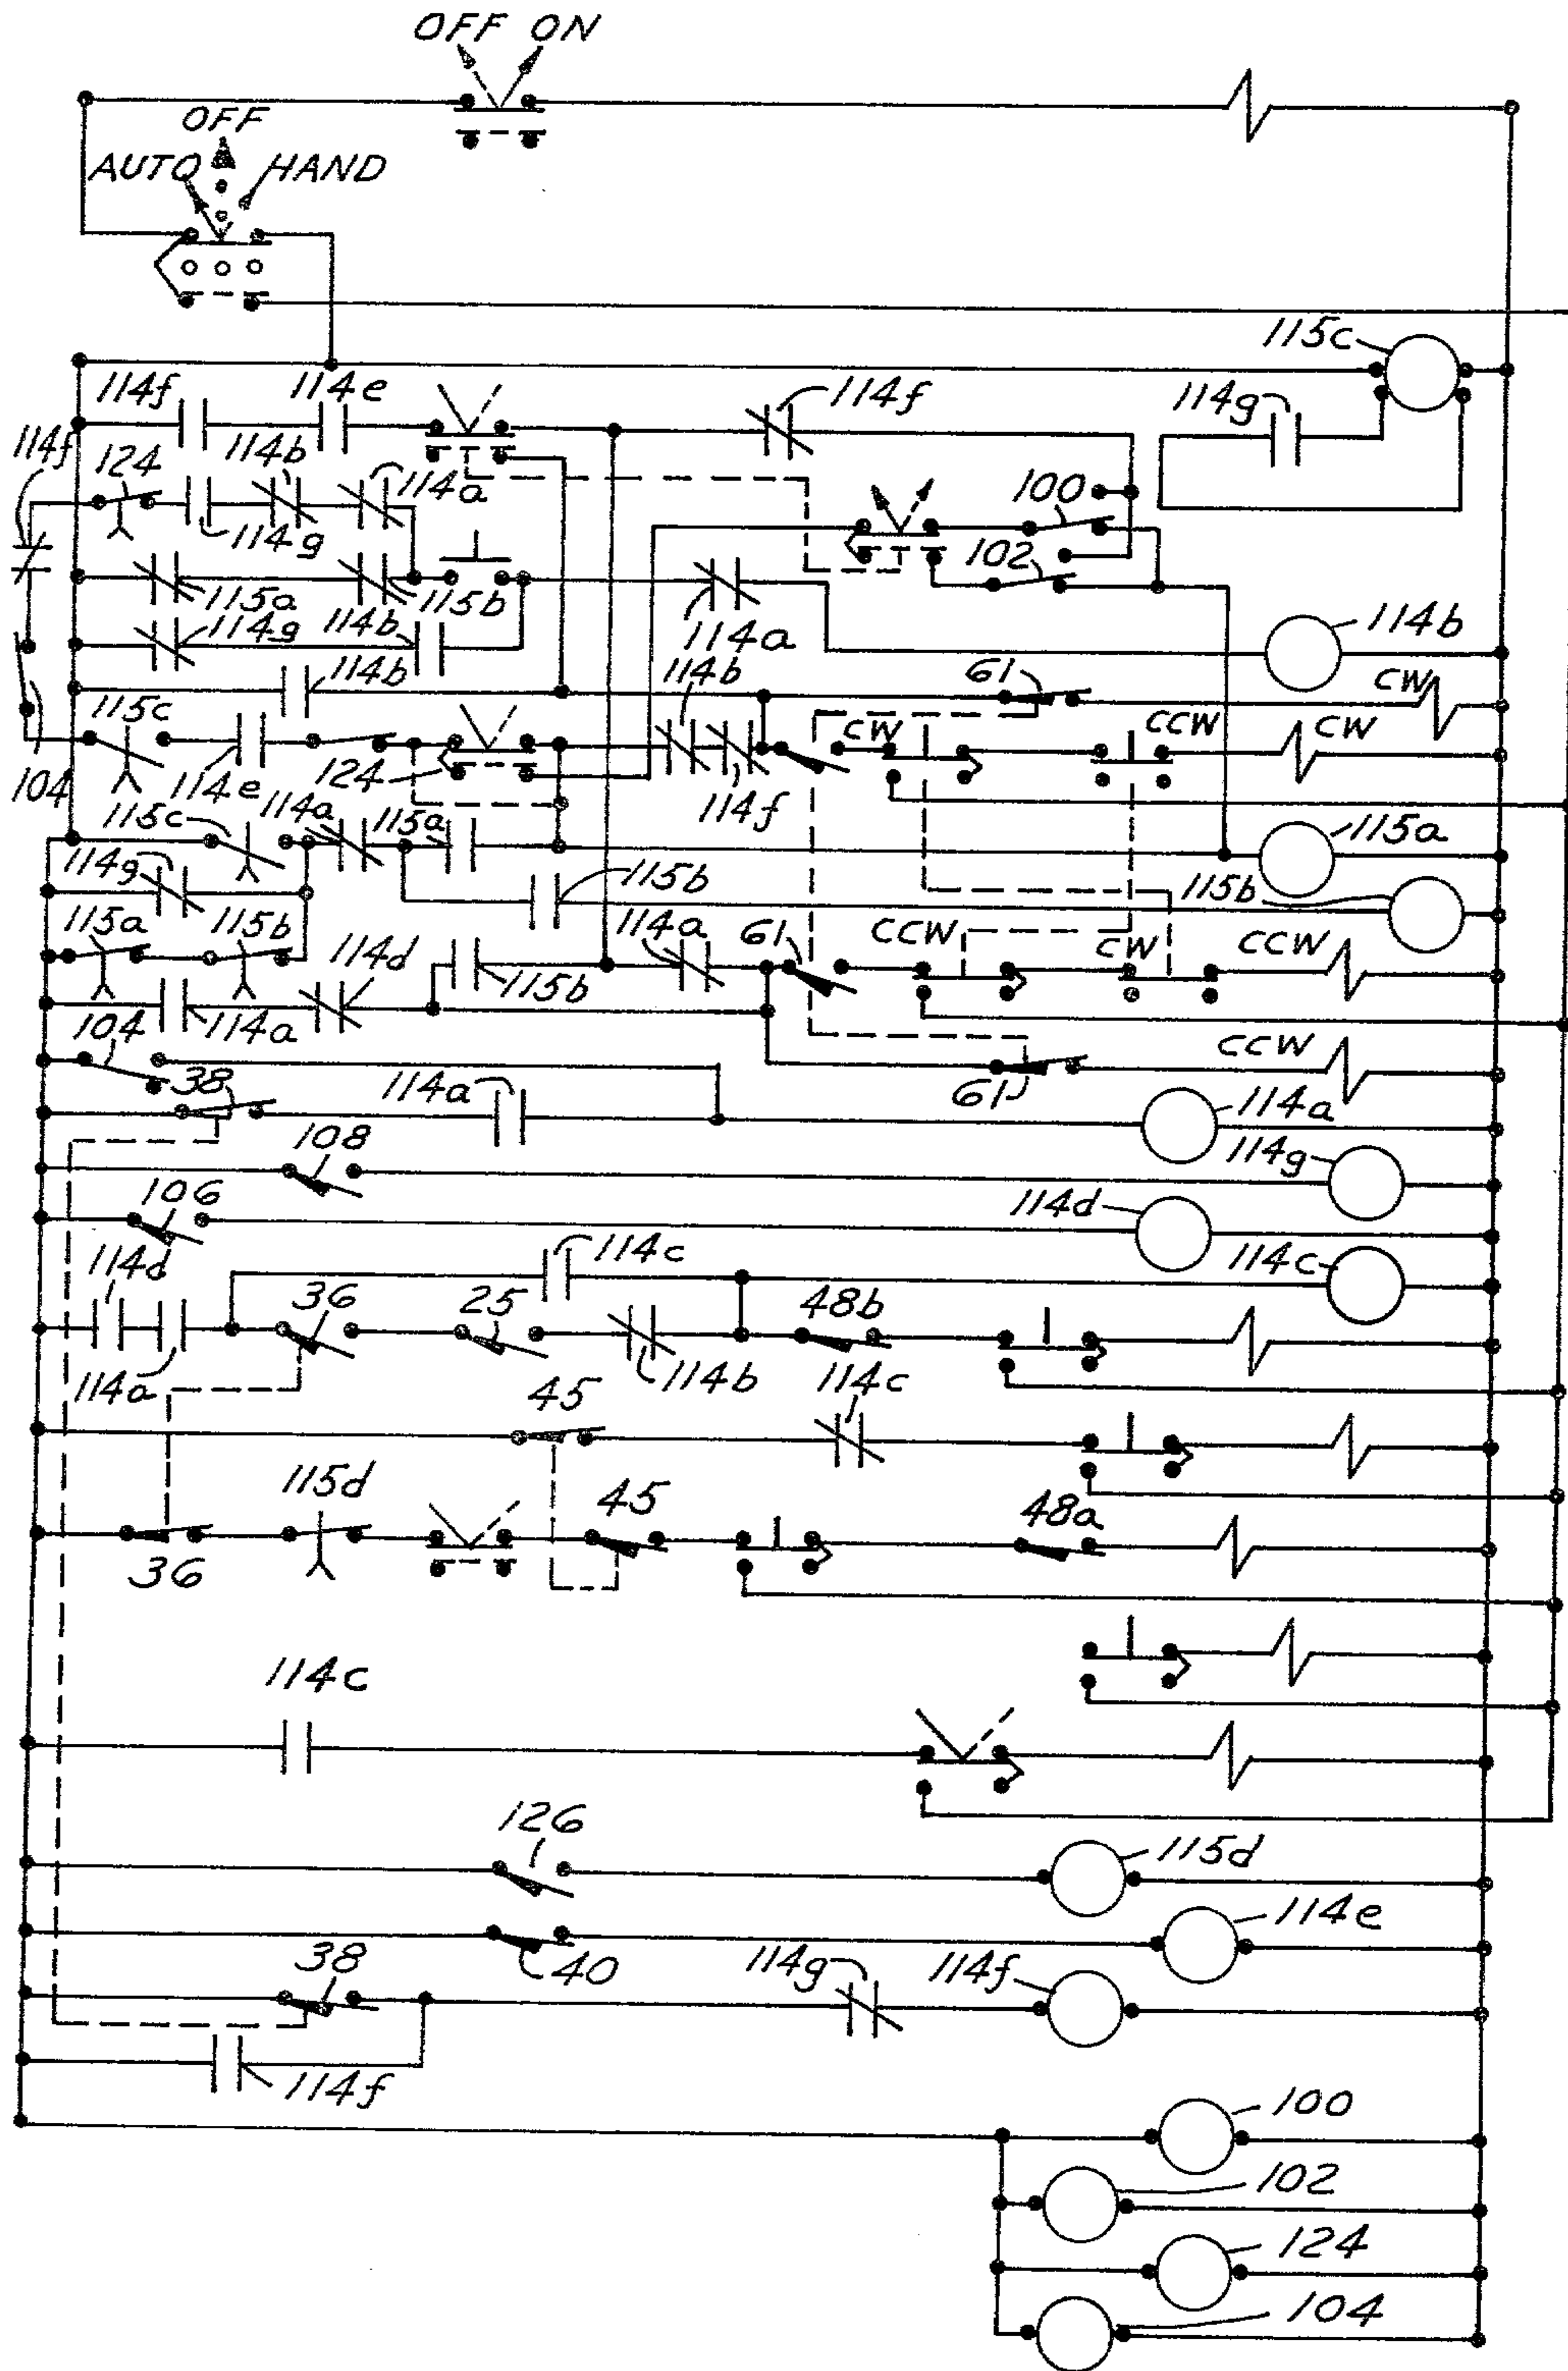 OFF ON
OFF
AUTO HAND
115c
114f 114e 114f 114g
114f 124 114b 114a 100
114g 102
115a 115b 114a 114b
114g 114b
114b 114b 61 CW
115c CW CCW CW
104 114e 124 114f
115c 114a 115a 115a
114g 115b 115b
115a 115b 114d 114a 61 CCW CW CCW
115b
104 114a CCW
38 114a 61 114a
108 114g
106 114d
114d 114c 114c
36 25 48b
114a 114b 114c
45
115d 45 48a
36
114c
126 115d
114e
38 40 114g 114f
114f
100
102
124
104